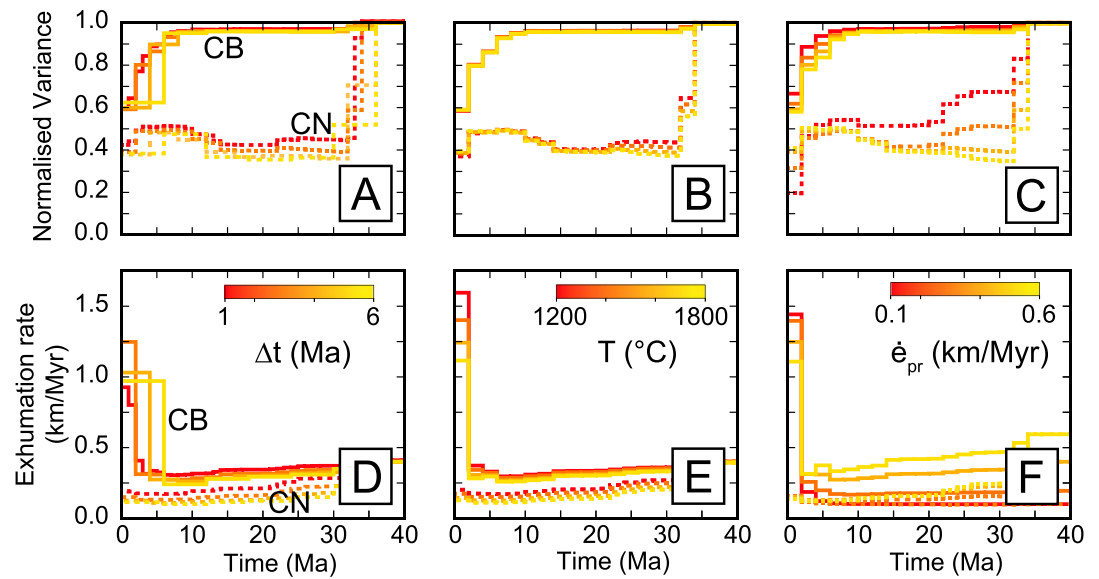 Normalised Variance
1.0
0.8
0.6
0.4
0.2
0.0
CB
CN
A
B
C
Exhumation rate
(km/Myr)
1.5
1.0
0.5
0.0
1 6
Δt (Ma)
CB
CN
D
1200 1800
T (°C)
E
0.1 0.6
ėpr (km/Myr)
F
0 10 20 30 40
0 10 20 30 40
0 10 20 30 40
Time (Ma)
Time (Ma)
Time (Ma)